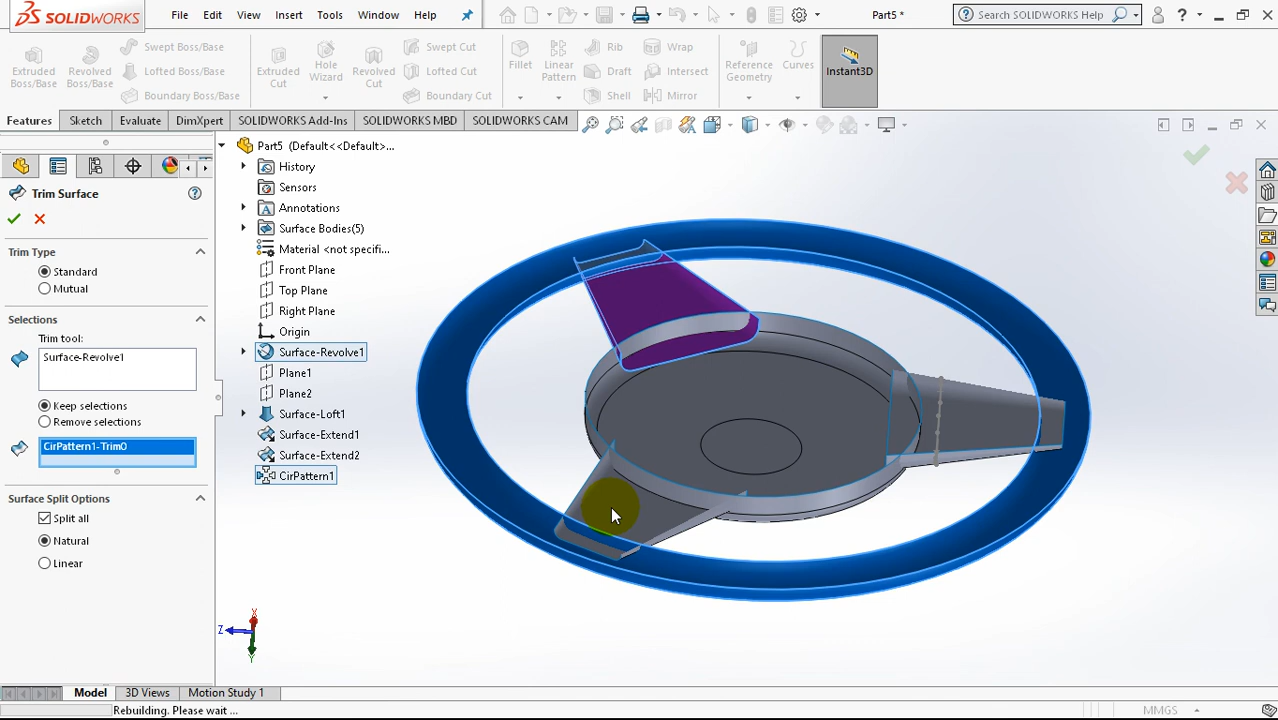 SOLIDWORKS File Edit View Insert Tools Window Help Part5 * Search SOLIDWORKS Help
Extruded Boss/Base
Revolved Boss/Base
Swept Boss/Base
Lofted Boss/Base
Boundary Boss/Base
Extruded Cut
Hole Wizard
Revolved Cut
Swept Cut
Lofted Cut
Boundary Cut
Fillet
Linear Pattern
Rib
Draft
Shell
Wrap
Intersect
Mirror
Reference Geometry
Curves
Instant3D
Features Sketch Evaluate DimXpert SOLIDWORKS Add-Ins SOLIDWORKS MBD SOLIDWORKS CAM
Trim Surface
Trim Type
Standard
Mutual
Selections
Trim tool:
Surface-Revolve1
Keep selections
Remove selections
CirPattern1-Trim0
Surface Split Options
Split all
Natural
Linear
Part5 (Default<<Default>...
History
Sensors
Annotations
Surface Bodies(5)
Material <not specifi...
Front Plane
Top Plane
Right Plane
Origin
Surface-Revolve1
Plane1
Plane2
Surface-Loft1
Surface-Extend1
Surface-Extend2
CirPattern1
X
Z
Y
Model 3D Views Motion Study 1
Rebuilding. Please wait ... MMGS